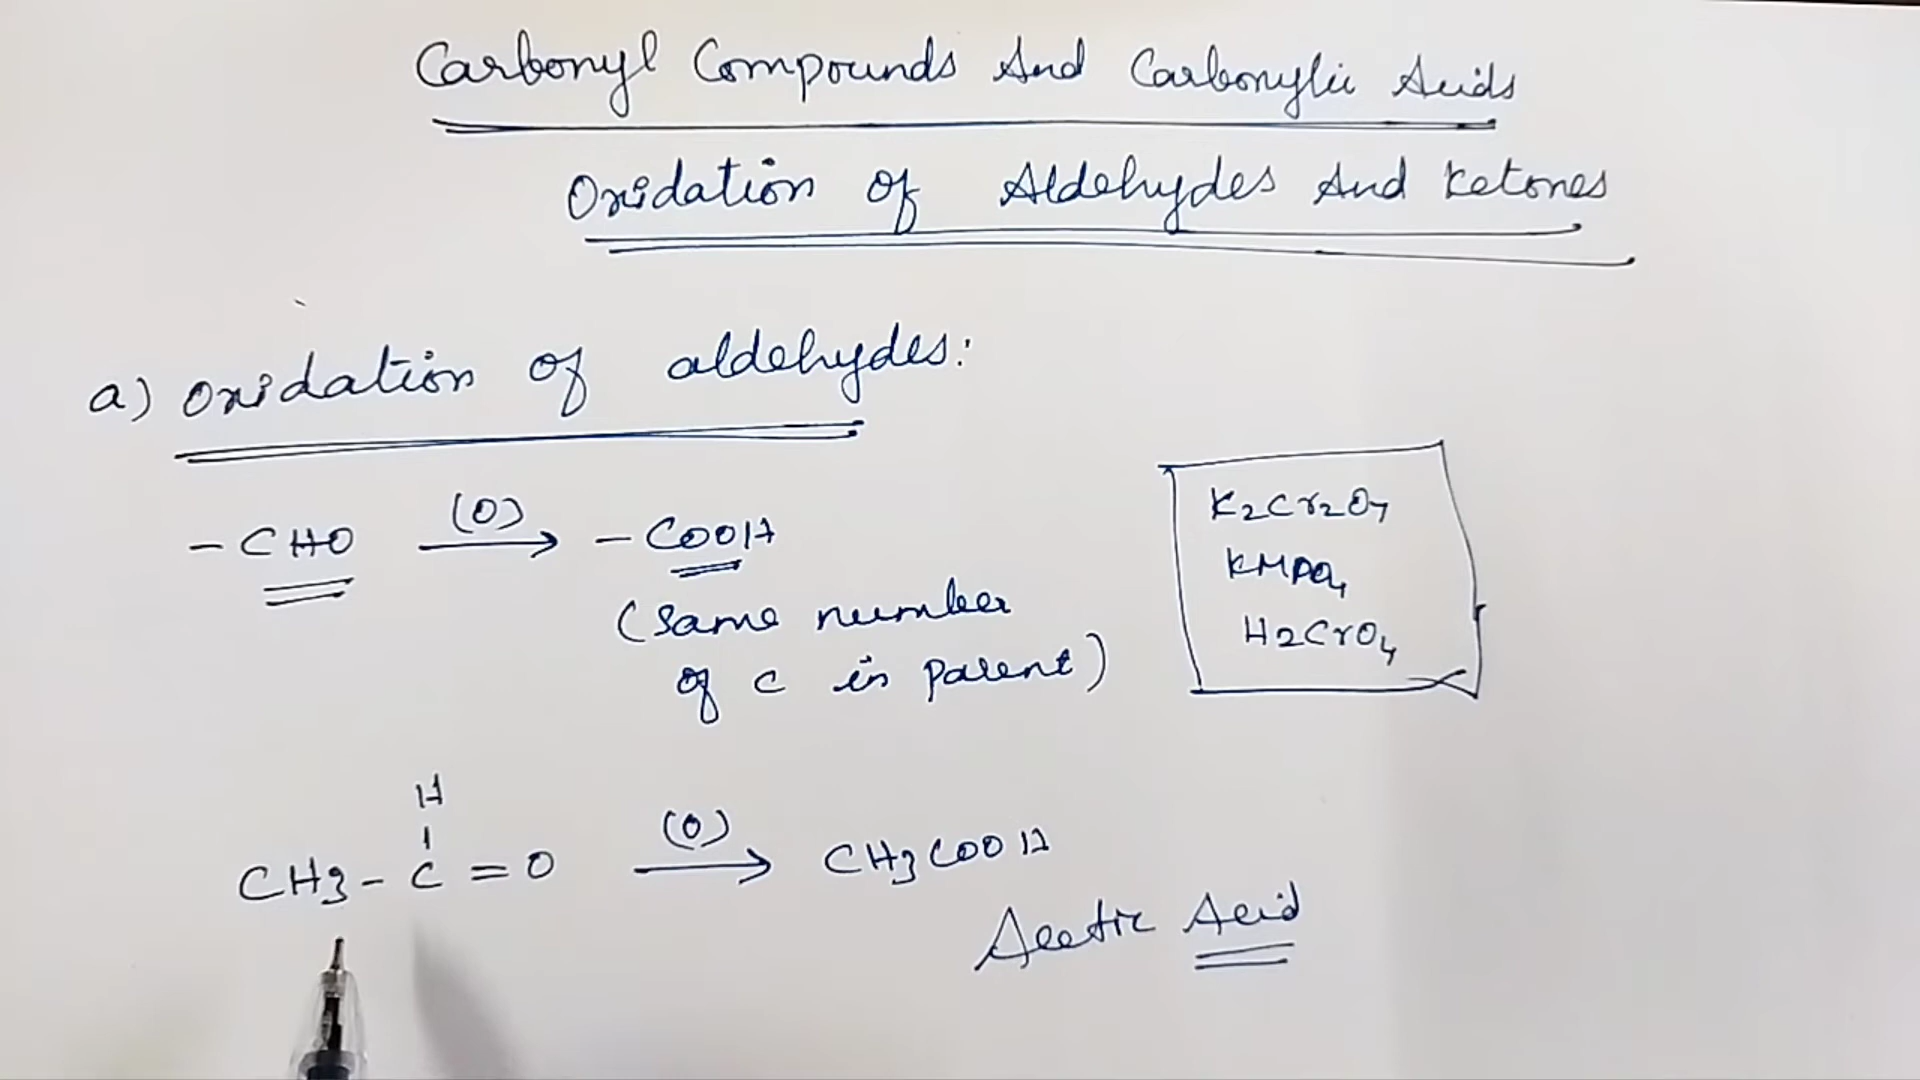 Carbonyl Compounds And Carbonylic Acids
Oxidation of Aldehydes And Ketones
a) Oxidation of aldehydes:
-CHO (O) → -COOH
(Same number
of C in parent)
K2Cr2O7
KMnO4
H2CrO4
H
CH3-C=O (O) → CH3COOH
Acetic Acid